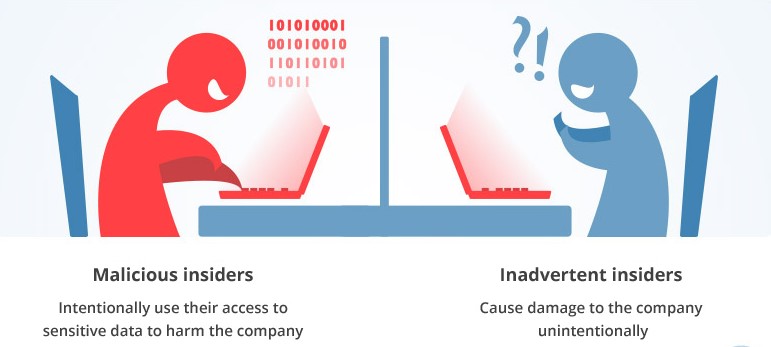 101010001
001010010
110110101
01011
?!
Malicious insiders
Intentionally use their access to
sensitive data to harm the company
Inadvertent insiders
Cause damage to the company
unintentionally